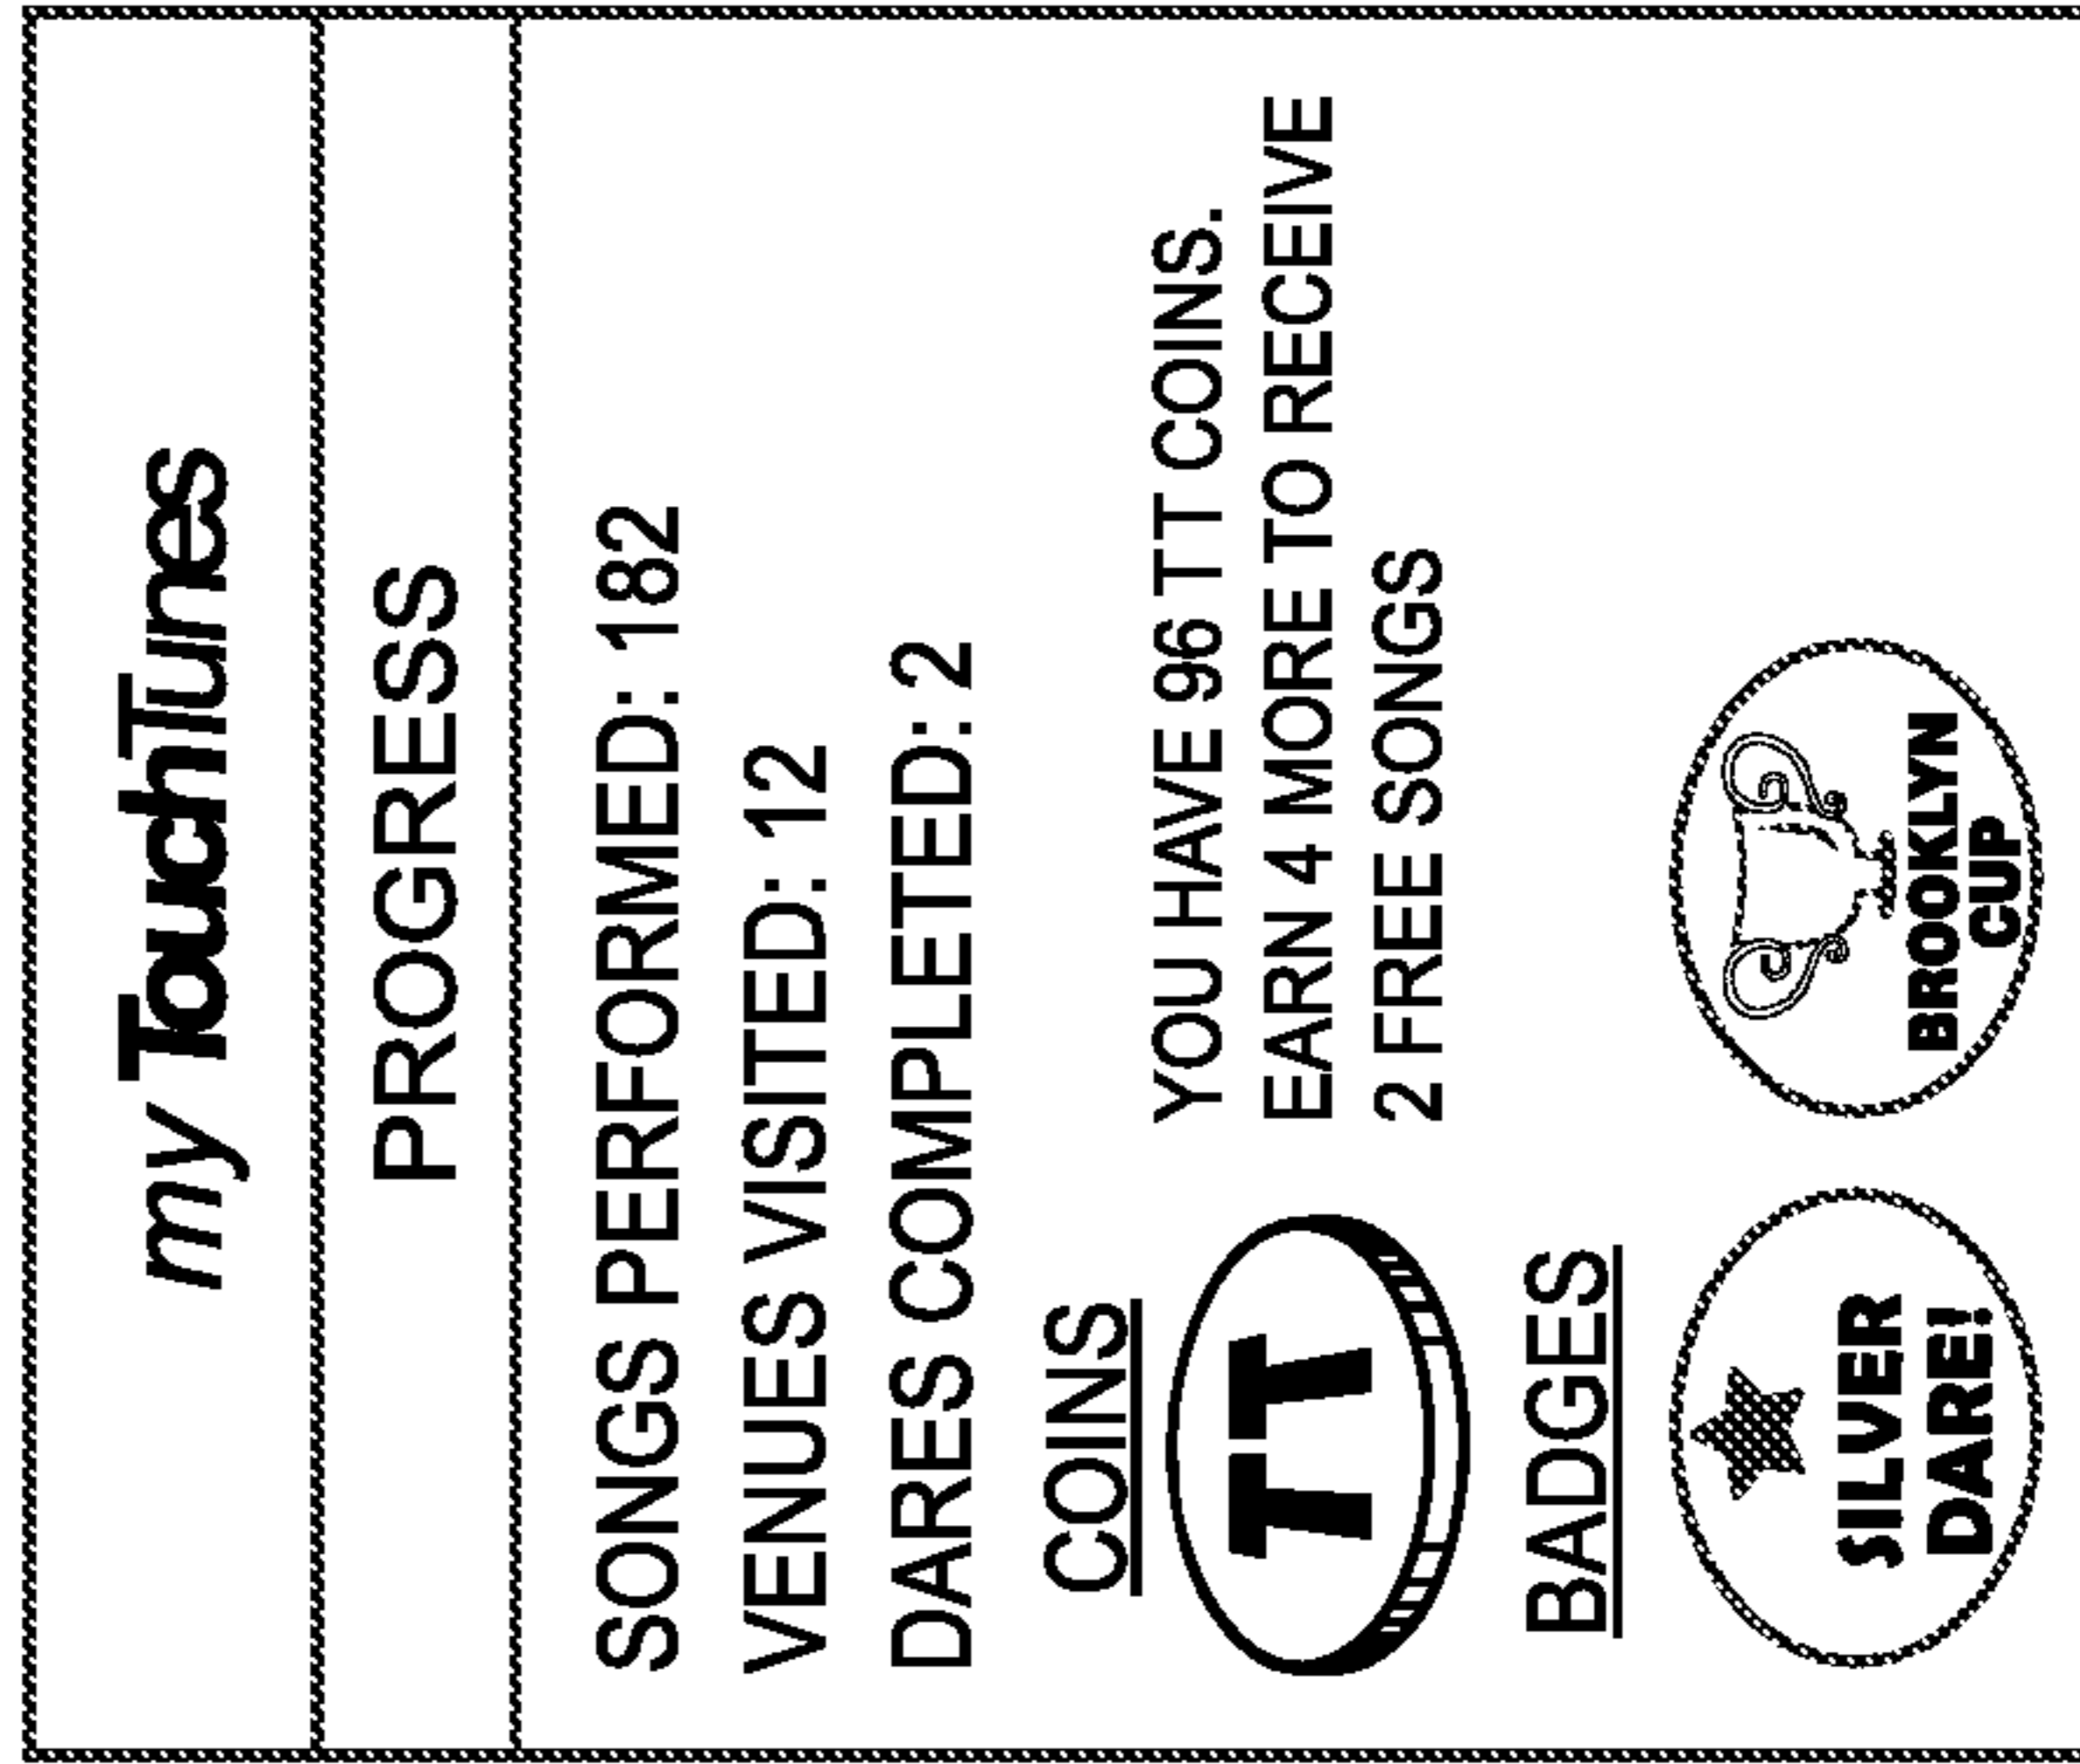 my TouchTunes
PROGRESS
SONGS PERFORMED: 182
VENUES VISITED: 12
DARES COMPLETED: 2
COINS
TT
YOU HAVE 96 TT COINS.
EARN 4 MORE TO RECEIVE
2 FREE SONGS
BADGES
SILVER
DARE!
BROOKLYN
CUP